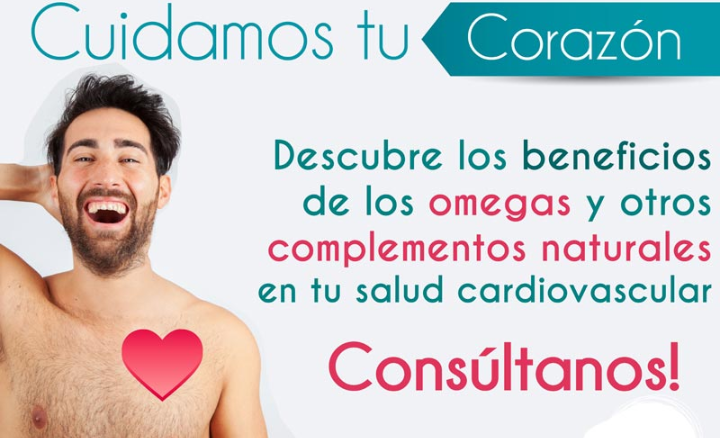 Cuidamos tu Corazón
Descubre los beneficios
de los omegas y otros
complementos naturales
en tu salud cardiovascular
Consúltanos!